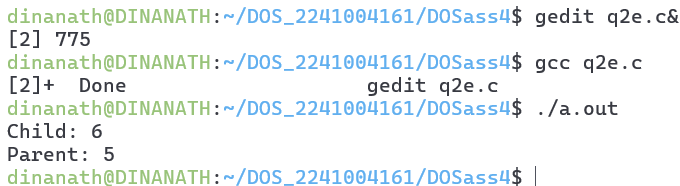 dinanath@DINANATH:~/DOS_2241004161/DOSass4$ gedit q2e.c&
[2] 775
dinanath@DINANATH:~/DOS_2241004161/DOSass4$ gcc q2e.c
[2]+  Done                    gedit q2e.c
dinanath@DINANATH:~/DOS_2241004161/DOSass4$ ./a.out
Child: 6
Parent: 5
dinanath@DINANATH:~/DOS_2241004161/DOSass4$